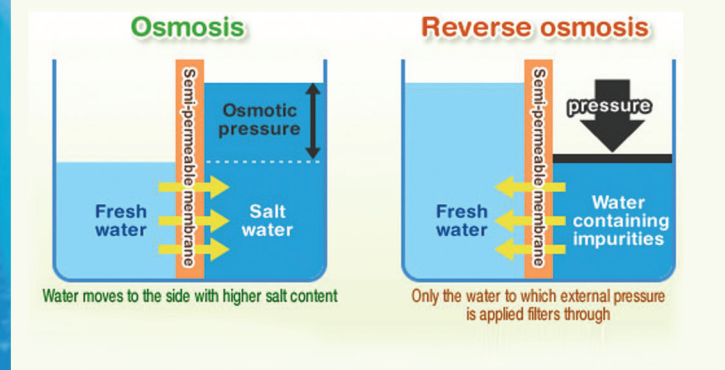 Osmosis
Semi-permeable membrane
Osmotic
pressure
Fresh
water
Salt
water
Water moves to the side with higher salt content
Reverse osmosis
Semi-permeable membrane
pressure
Fresh
water
Water
containing
impurities
Only the water to which external pressure
is applied filters through